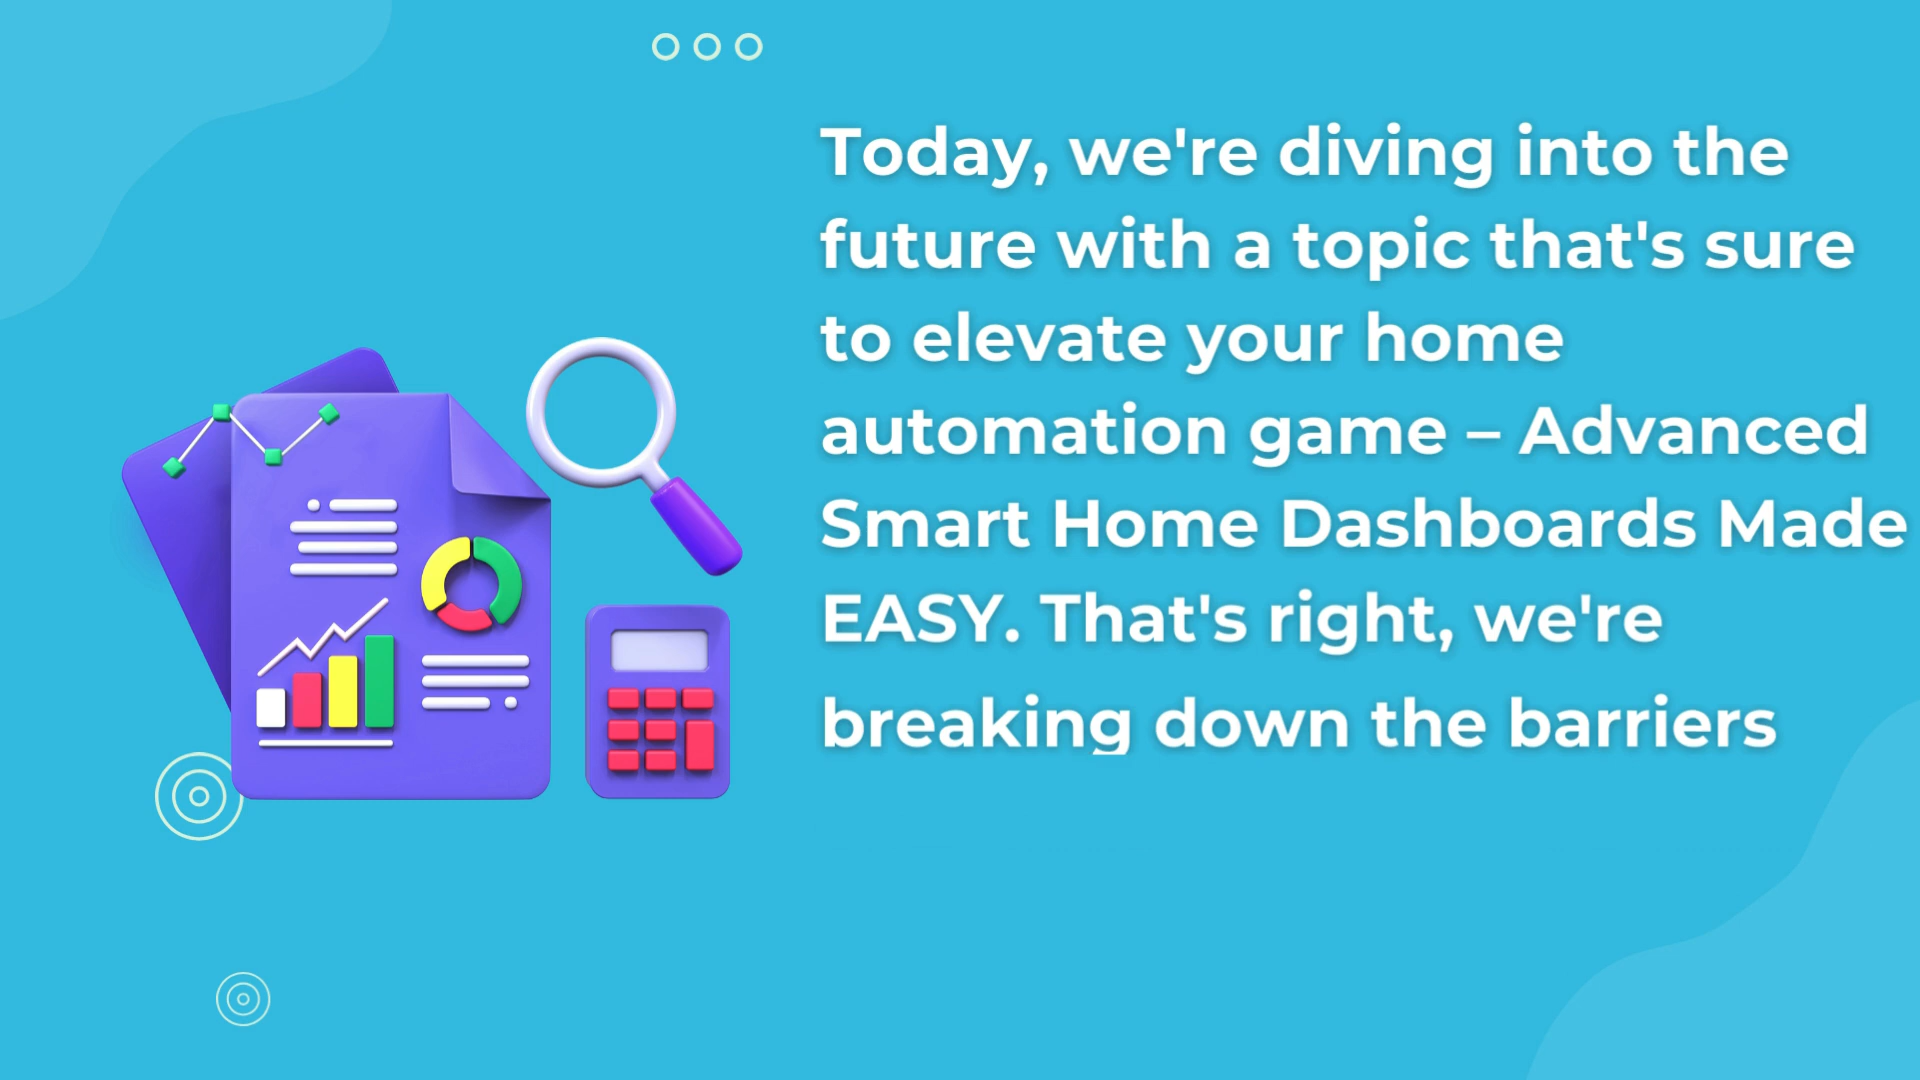 Today, we're diving into the
future with a topic that's sure
to elevate your home
automation game – Advanced
Smart Home Dashboards Made
EASY. That's right, we're
breaking down the barriers